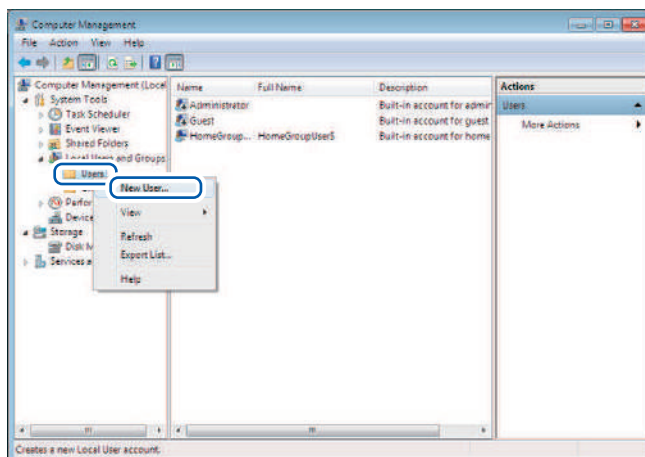 Computer Management
File Action View Help
Computer Management (Local
System Tools
Task Scheduler
Event Viewer
Shared Folders
Local Users and Groups
Users
Perfor
Device
Storage
Disk M
Services a
New User...
View
Refresh
Export List...
Help
Name Full Name Description
Administrator Built-in account for admin
Guest Built-in account for guest
HomeGroup... HomeGroupUser$ Built-in account for home
Actions
Users
More Actions
Creates a new Local User account.